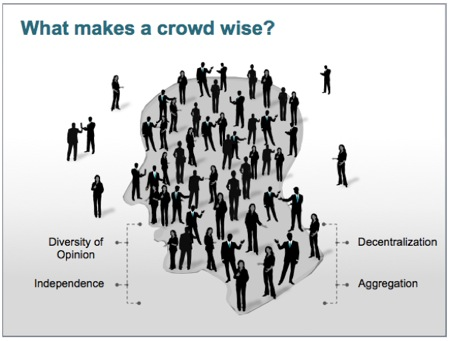 What makes a crowd wise?
Diversity of
Opinion
Independence
Decentralization
Aggregation